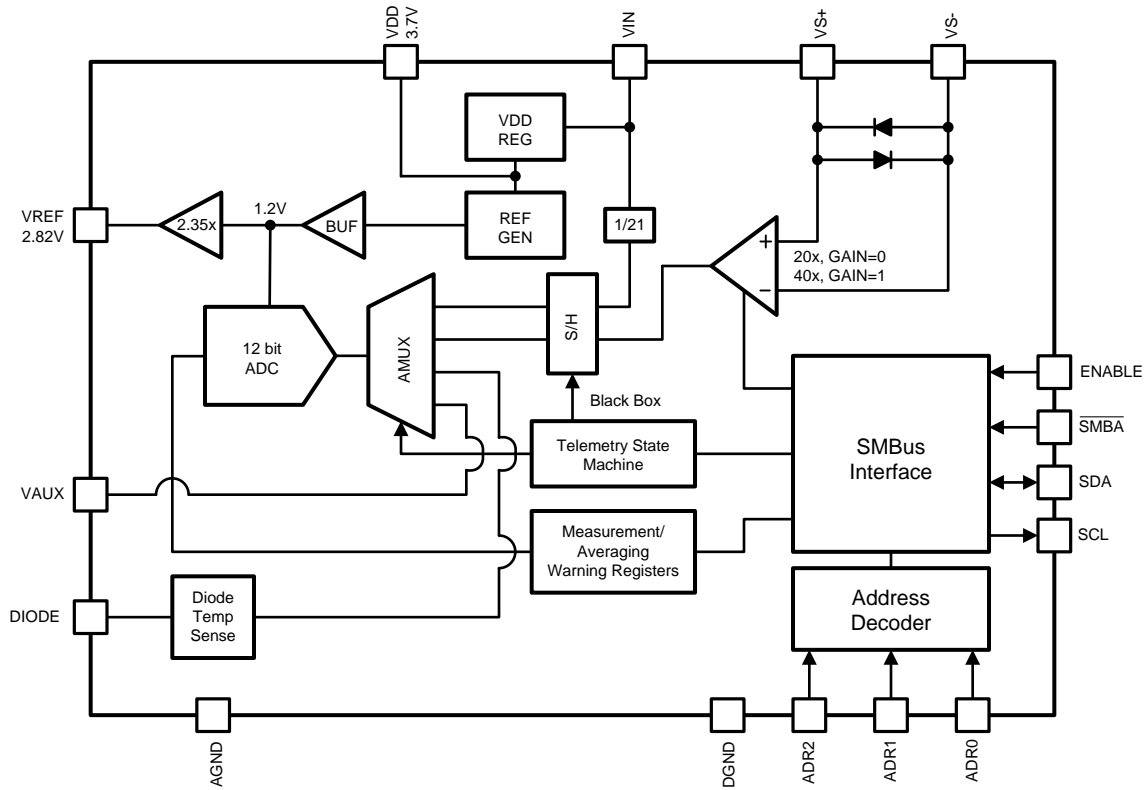 VDD
3.7V
VIN
VS+
VS-
VDD
REG
VREF
2.82V
2.35x
1.2V
BUF
REF
GEN
1/21
+
20x, GAIN=0
40x, GAIN=1
−
12 bit
ADC
AMUX
S/H
Black Box
ENABLE
SMBA
SDA
SCL
SMBus
Interface
Telemetry State
Machine
VAUX
Measurement/
Averaging
Warning Registers
DIODE
Diode
Temp
Sense
Address
Decoder
AGND
DGND
ADR2
ADR1
ADR0